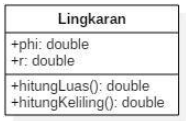 Lingkaran
+phi: double
+r: double
+hitungLuas(): double
+hitungKeliling(): double